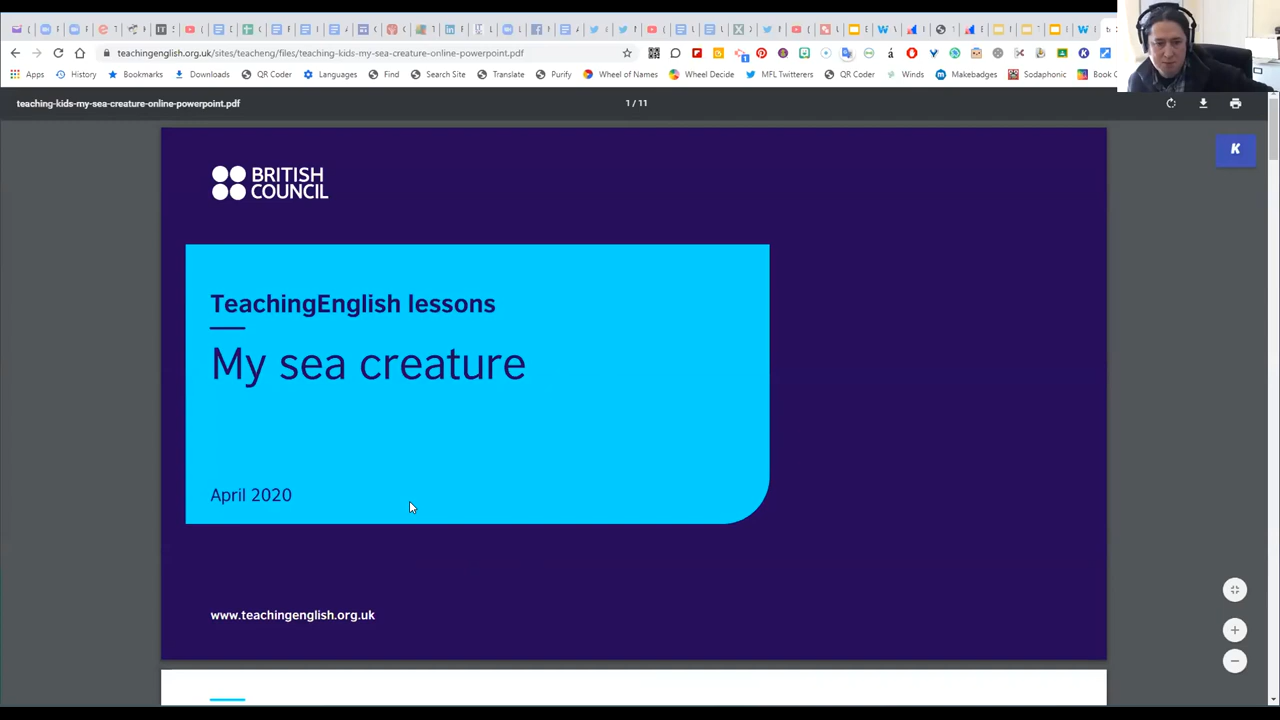 teachingenglish.org.uk/sites/teacheng/files/teaching-kids-my-sea-creature-online-powerpoint.pdf
Apps History Bookmarks Downloads QR Coder Languages Find Search Site Translate Purify Wheel of Names Wheel Decide MFL Twitterers QR Coder Winds Makebadges Sodaphonic Book
teaching-kids-my-sea-creature-online-powerpoint.pdf 1 / 11
K
BRITISH
COUNCIL
TeachingEnglish lessons
My sea creature
April 2020
www.teachingenglish.org.uk